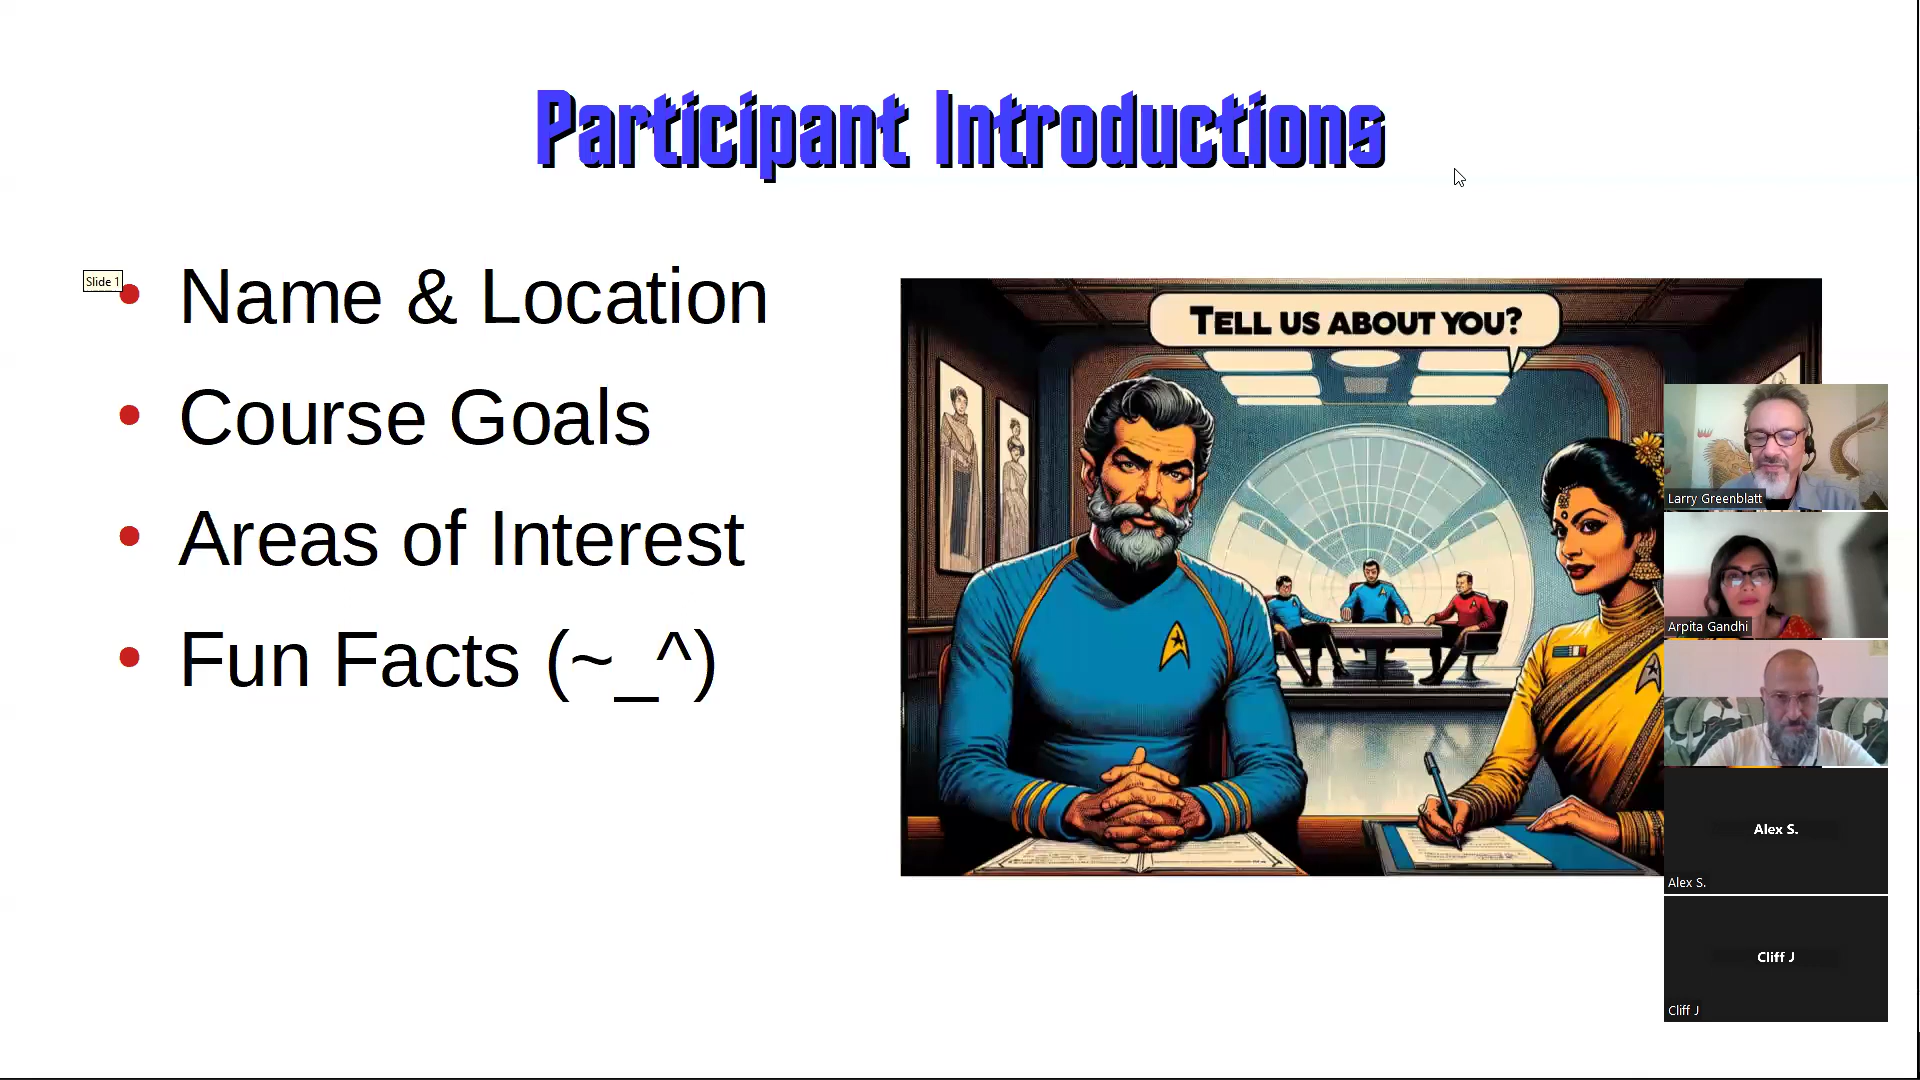 Participant Introductions
Slide 1
Name & Location
Course Goals
Areas of Interest
Fun Facts (~_^)
TELL US ABOUT YOU?
Larry Greenblatt
Arpita Gandhi
Alex S.
Alex S.
Cliff J
Cliff J